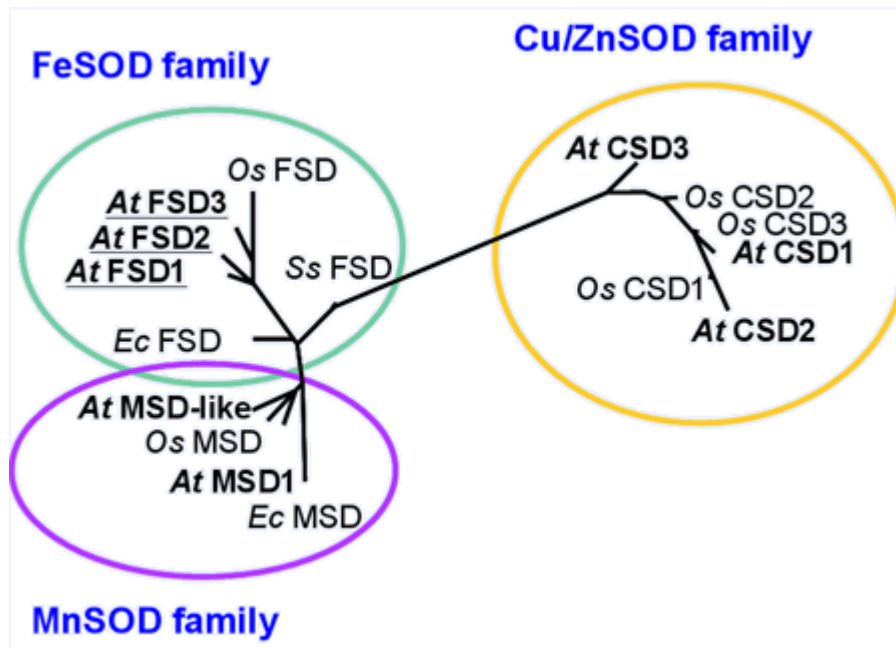 Cu/ZnSOD family
FeSOD family
At CSD3
Os FSD
Os CSD2
At FSD3
Os CSD3
At FSD2
At CSD1
At FSD1
Ss FSD
Os CSD1
At CSD2
Ec FSD
At MSD-like
Os MSD
At MSD1
Ec MSD
MnSOD family